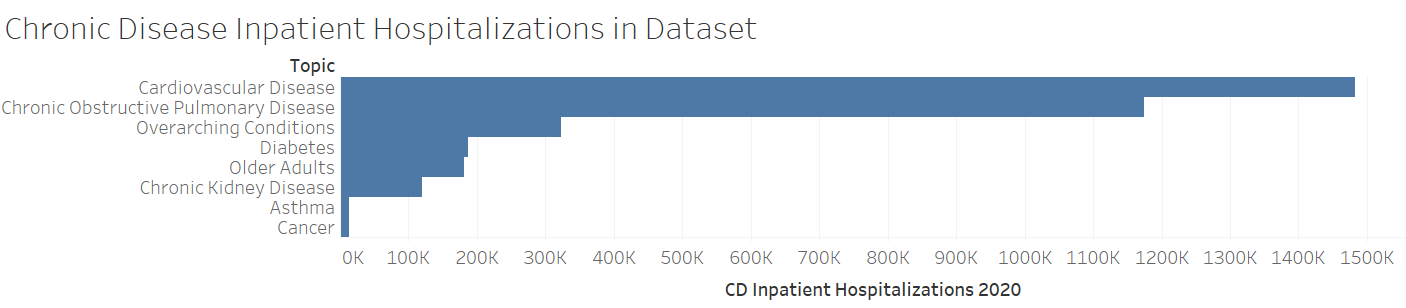 Chronic Disease Inpatient Hospitalizations in Dataset
Topic
Cardiovascular Disease
Chronic Obstructive Pulmonary Disease
Overarching Conditions
Diabetes
Older Adults
Chronic Kidney Disease
Asthma
Cancer
0K 100K 200K 300K 400K 500K 600K 700K 800K 900K 1000K 1100K 1200K 1300K 1400K 1500K
CD Inpatient Hospitalizations 2020